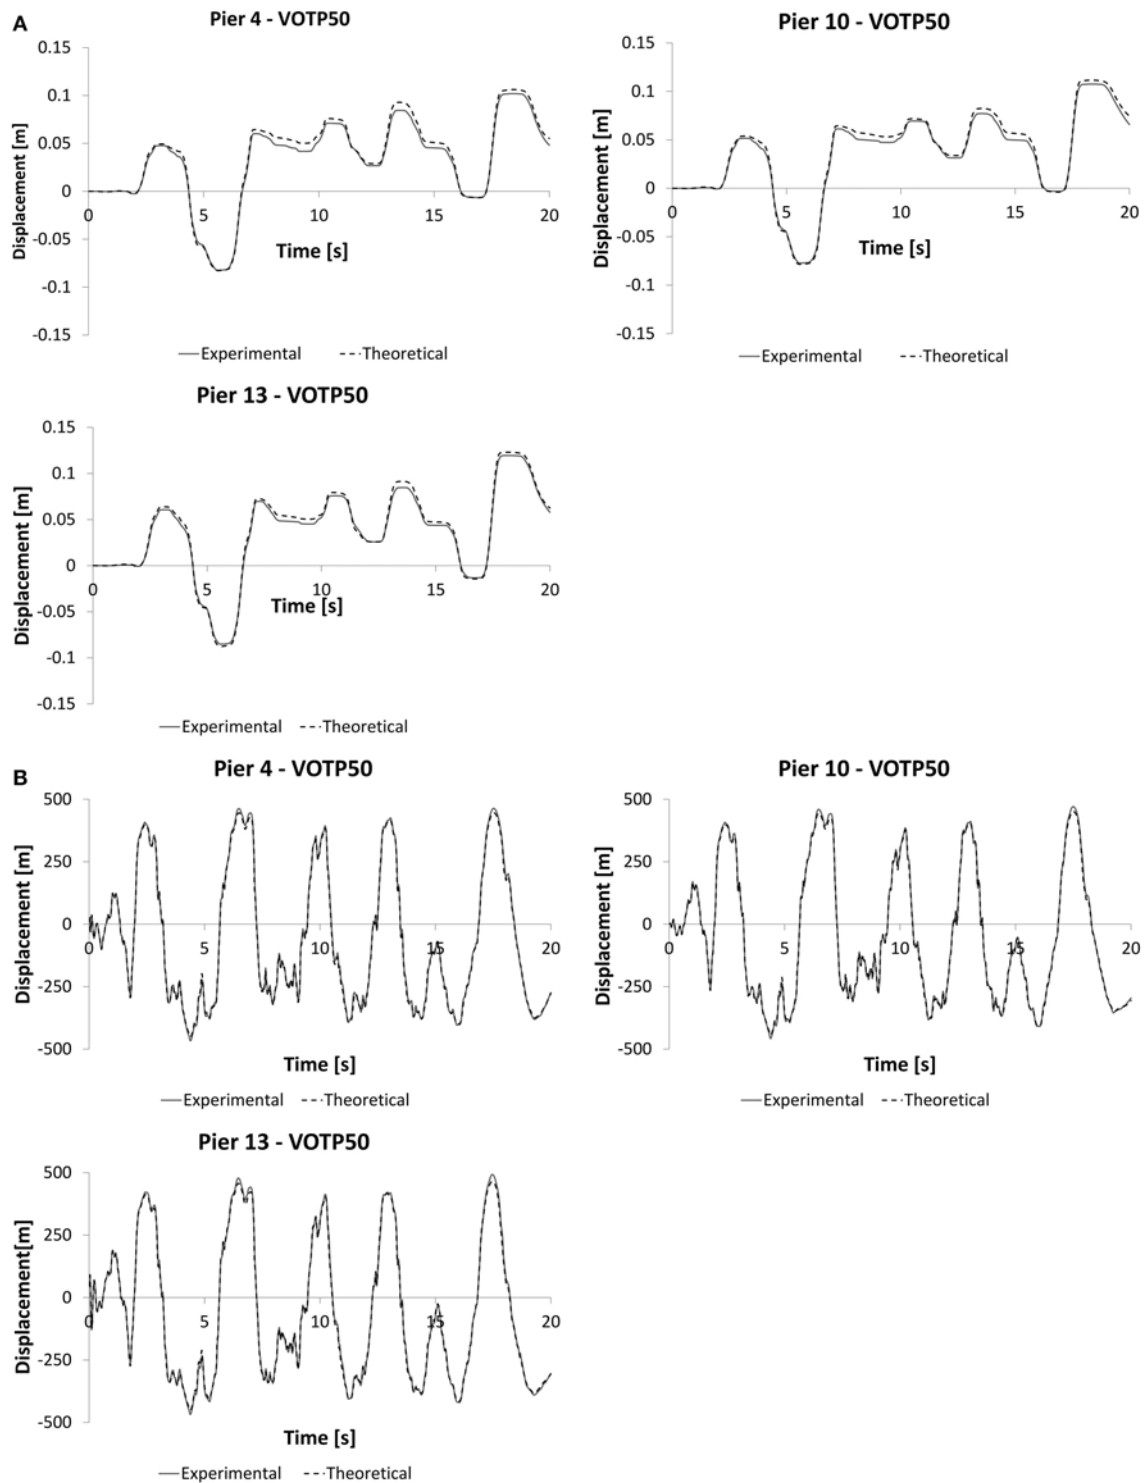 A
Pier 4 - VOTP50
0.15
0.1
0.05
0
-0.05
-0.1
-0.15
0 5 10 15 20
Displacement [m]
Time [s]
Experimental Theoretical
Pier 10 - VOTP50
0.15
0.1
0.05
0
-0.05
-0.1
-0.15
0 5 10 15 20
Displacement [m]
Time [s]
Experimental Theoretical
Pier 13 - VOTP50
0.15
0.1
0.05
0
-0.05
-0.1
-0.15
0 5 10 15 20
Displacement [m]
Time [s]
Experimental Theoretical
B
Pier 4 - VOTP50
500
250
0
-250
-500
0 5 10 15 20
Displacement [m]
Time [s]
Experimental Theoretical
Pier 10 - VOTP50
500
250
0
-250
-500
0 5 10 15 20
Displacement [m]
Time [s]
Experimental Theoretical
Pier 13 - VOTP50
500
250
0
-250
-500
0 5 10 15 20
Displacement[m]
Time [s]
Experimental Theoretical